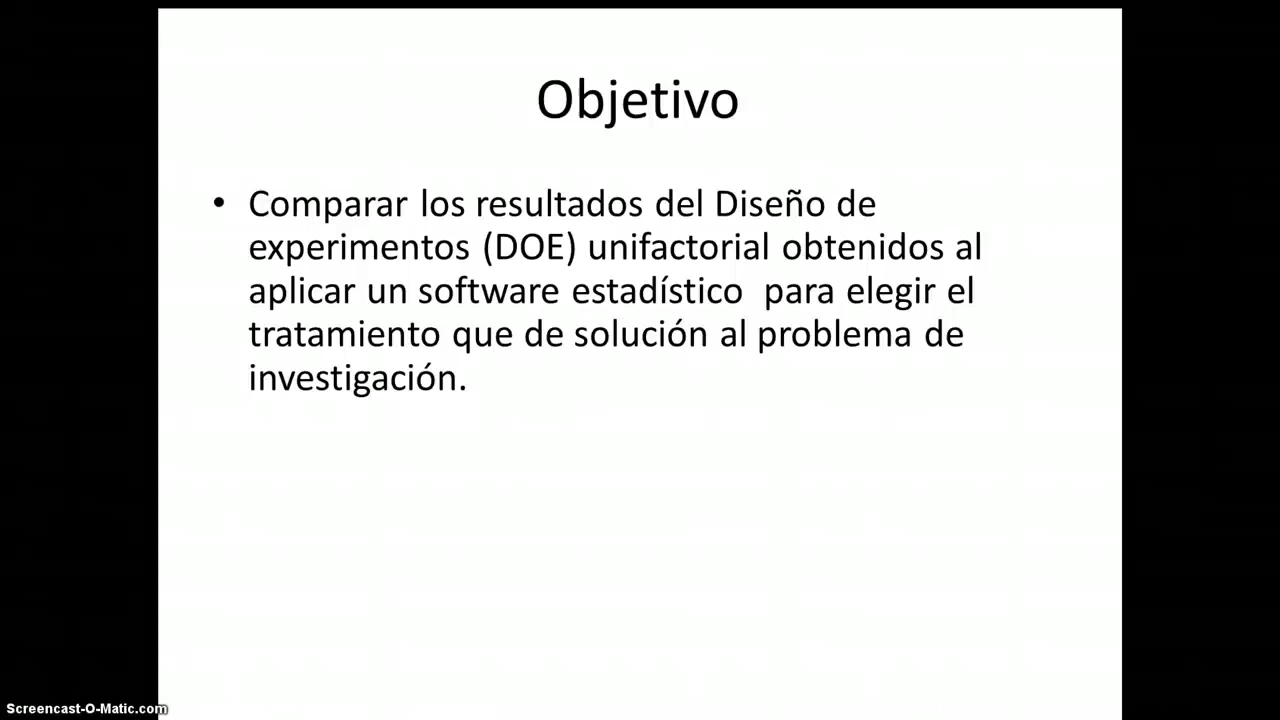 Objetivo
• Comparar los resultados del Diseño de
experimentos (DOE) unifactorial obtenidos al
aplicar un software estadístico  para elegir el
tratamiento que de solución al problema de
investigación.
Screencast-O-Matic.com